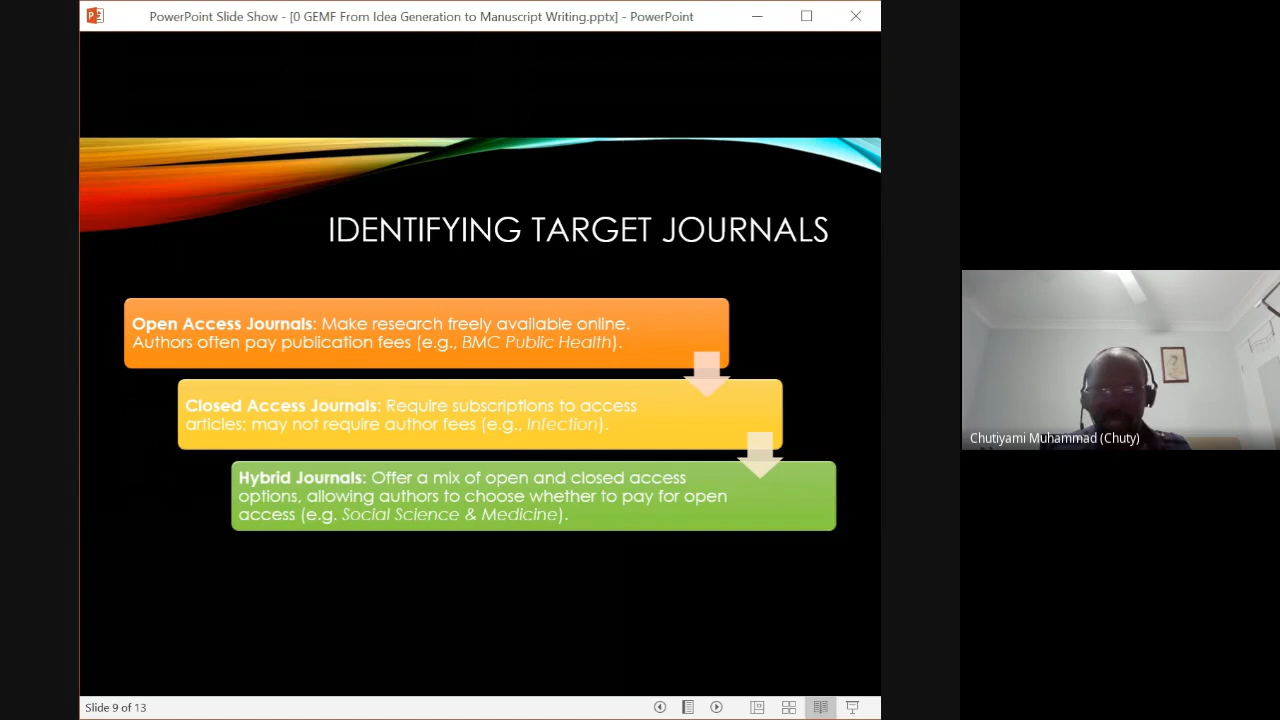 PowerPoint Slide Show - [0 GEMF From Idea Generation to Manuscript Writing.pptx] - PowerPoint
IDENTIFYING TARGET JOURNALS
Open Access Journals: Make research freely available online.
Authors often pay publication fees (e.g., BMC Public Health).
Closed Access Journals: Require subscriptions to access
articles; may not require author fees (e.g., Infection).
Hybrid Journals: Offer a mix of open and closed access
options, allowing authors to choose whether to pay for open
access (e.g. Social Science & Medicine).
Chutiyami Muhammad (Chuty)
Slide 9 of 13